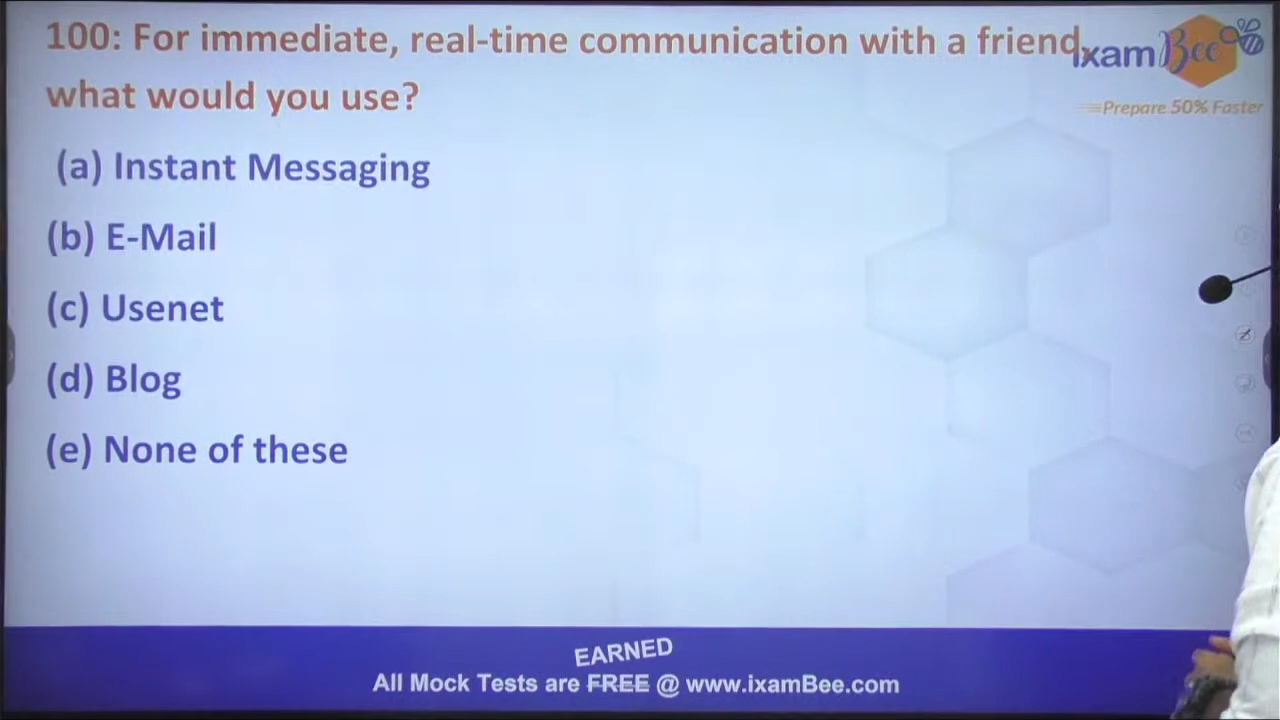 100: For immediate, real-time communication with a friend,
what would you use?
ixamBee
Prepare 50% Faster
(a) Instant Messaging
(b) E-Mail
(c) Usenet
(d) Blog
(e) None of these
EARNED
All Mock Tests are FREE @ www.ixamBee.com